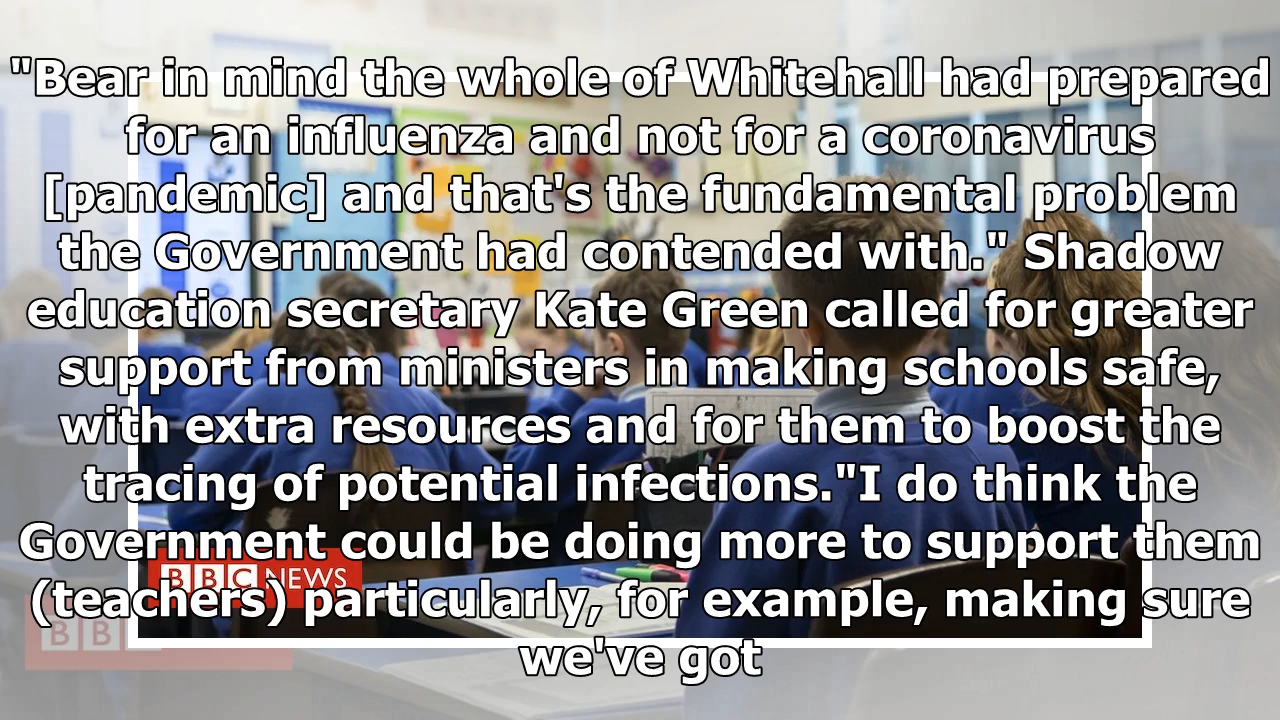 "Bear in mind the whole of Whitehall had prepared
for an influenza and not for a coronavirus
[pandemic] and that's the fundamental problem
the Government had contended with." Shadow
education secretary Kate Green called for greater
support from ministers in making schools safe,
with extra resources and for them to boost the
tracing of potential infections."I do think the
Government could be doing more to support them
BBC NEWS
(teachers) particularly, for example, making sure
BB
we've got